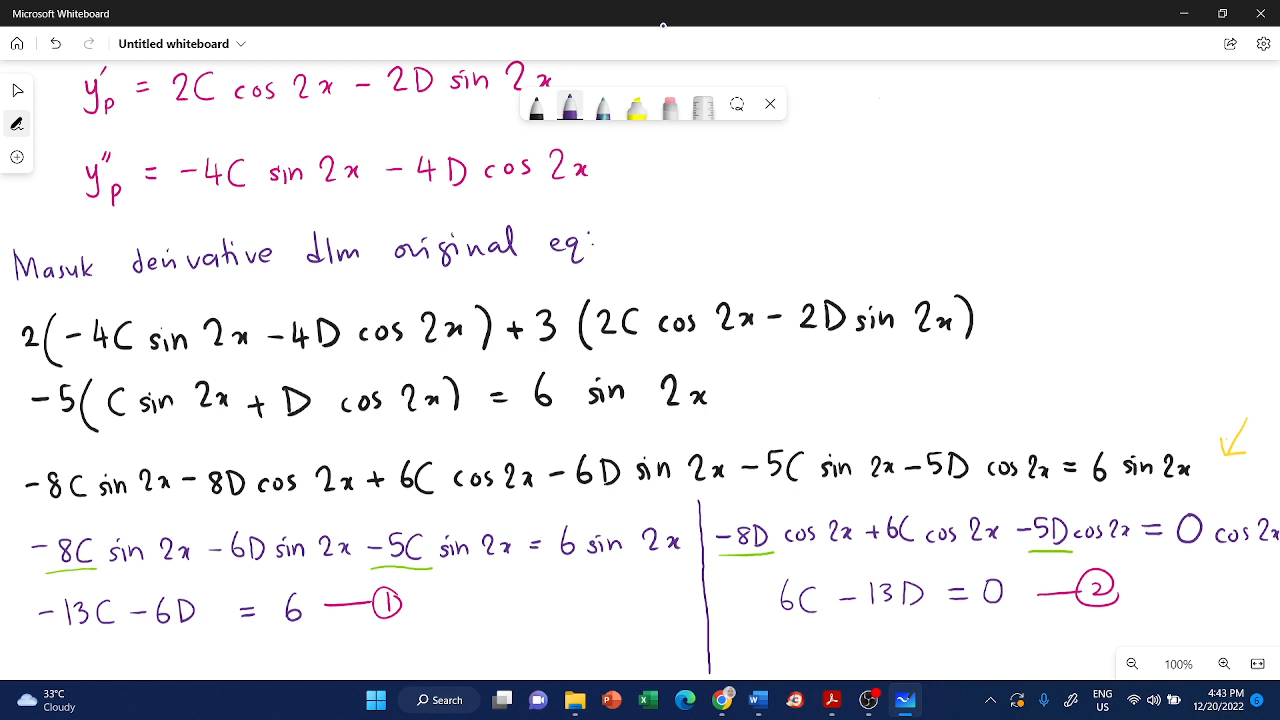 Microsoft Whiteboard
Untitled whiteboard
y'p = 2C cos 2x - 2D sin 2x
y"p = -4C sin 2x - 4D cos 2x
Masuk derivative dlm original eq:
2(-4C sin 2x - 4D cos 2x) + 3 (2C cos 2x - 2D sin 2x)
-5(C sin 2x + D cos 2x) = 6 sin 2x
-8C sin 2x - 8D cos 2x + 6C cos 2x - 6D sin 2x - 5C sin 2x - 5D cos 2x = 6 sin 2x
-8C sin 2x - 6D sin 2x - 5C sin 2x = 6 sin 2x
-13C - 6D = 6 — ①
-8D cos 2x + 6C cos 2x - 5D cos 2x = 0 cos 2x
6C - 13D = 0 — ②
100%
33°C
Cloudy
Search
ENG
US
4:43 PM
12/20/2022
5